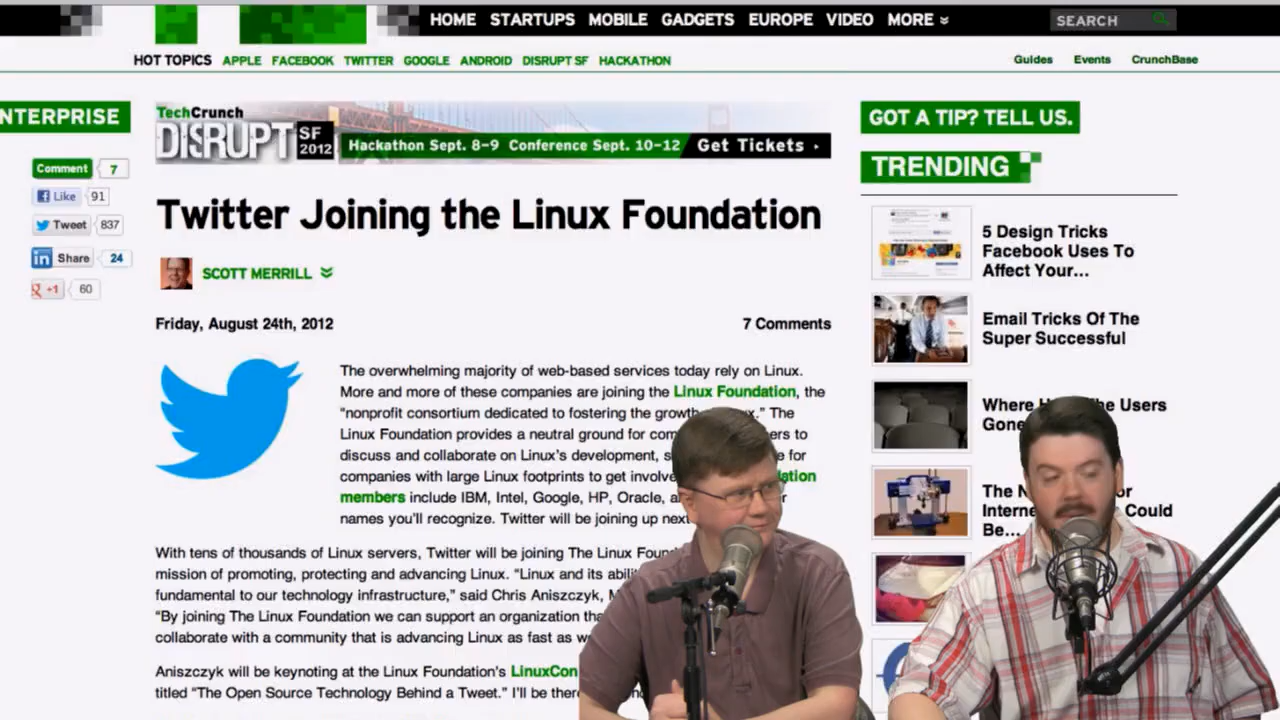 HOME STARTUPS MOBILE GADGETS EUROPE VIDEO MORE
SEARCH
HOT TOPICS APPLE FACEBOOK TWITTER GOOGLE ANDROID DISRUPT SF HACKATHON
Guides Events CrunchBase
NTERPRISE
Comment 7
Like 91
Tweet 837
in Share 24
g +1 60
TechCrunch
DISRUPT SF 2012
Hackathon Sept. 8-9 Conference Sept. 10-12 Get Tickets
Twitter Joining the Linux Foundation
SCOTT MERRILL
Friday, August 24th, 2012
7 Comments
The overwhelming majority of web-based services today rely on Linux.
More and more of these companies are joining the Linux Foundation, the
“nonprofit consortium dedicated to fostering the growth The
Linux Foundation provides a neutral ground for to
discuss and collaborate on Linux’s development, for
companies with large Linux footprints to get
members include IBM, Intel, Google, HP, Oracle,
names you’ll recognize. Twitter will be joining up
With tens of thousands of Linux servers, Twitter will be joining The Linux
mission of promoting, protecting and advancing Linux. “Linux and its
fundamental to our technology infrastructure,” said Chris Aniszczyk,
“By joining The Linux Foundation we can support an organization
collaborate with a community that is advancing Linux as fast as
Aniszczyk will be keynoting at the Linux Foundation’s LinuxCon
titled “The Open Source Technology Behind a Tweet.” I’ll be
GOT A TIP? TELL US.
TRENDING
5 Design Tricks
Facebook Uses To
Affect Your...
Email Tricks Of The
Super Successful
Where Users
Gone
The
Could
Be...